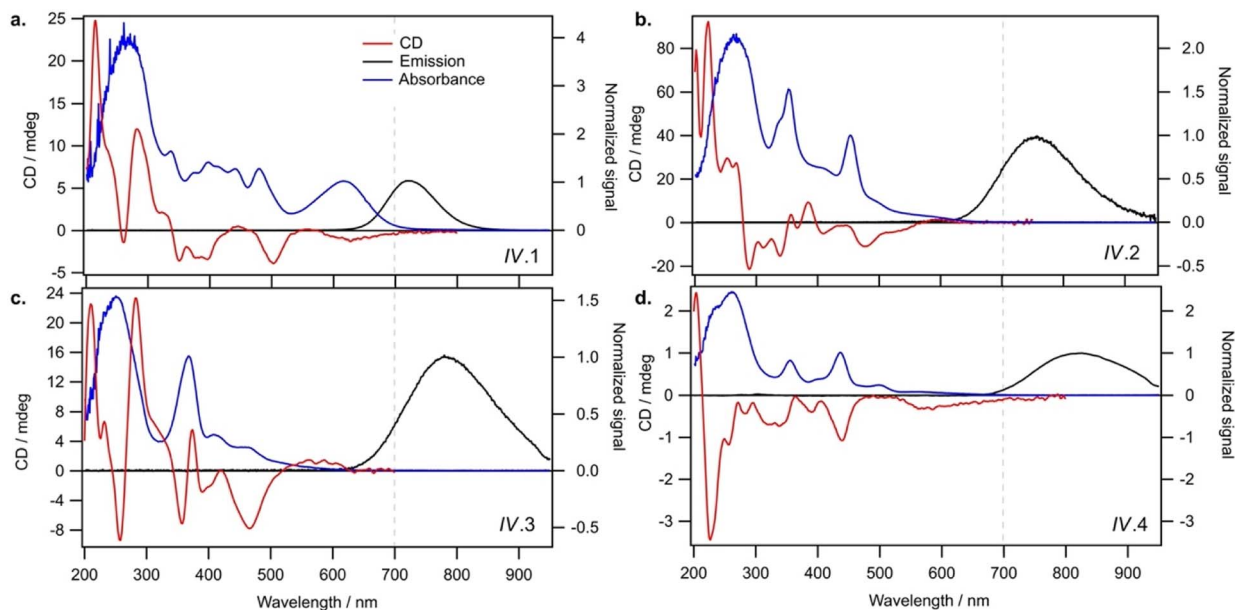 a.
25
20
15
10
5
0
-5
CD / mdeg
CD
Emission
Absorbance
4
3
2
1
0
Normalized signal
IV.1
b.
80
60
40
20
0
-20
CD / mdeg
2.0
1.5
1.0
0.5
0.0
-0.5
Normalized signal
IV.2
c.
24
20
16
12
8
4
0
-4
-8
CD / mdeg
1.5
1.0
0.5
0.0
-0.5
Normalized signal
IV.3
200 300 400 500 600 700 800 900
Wavelength / nm
d.
2
1
0
-1
-2
-3
CD / mdeg
2
1
0
-1
-2
-3
Normalized signal
IV.4
200 300 400 500 600 700 800 900
Wavelength / nm